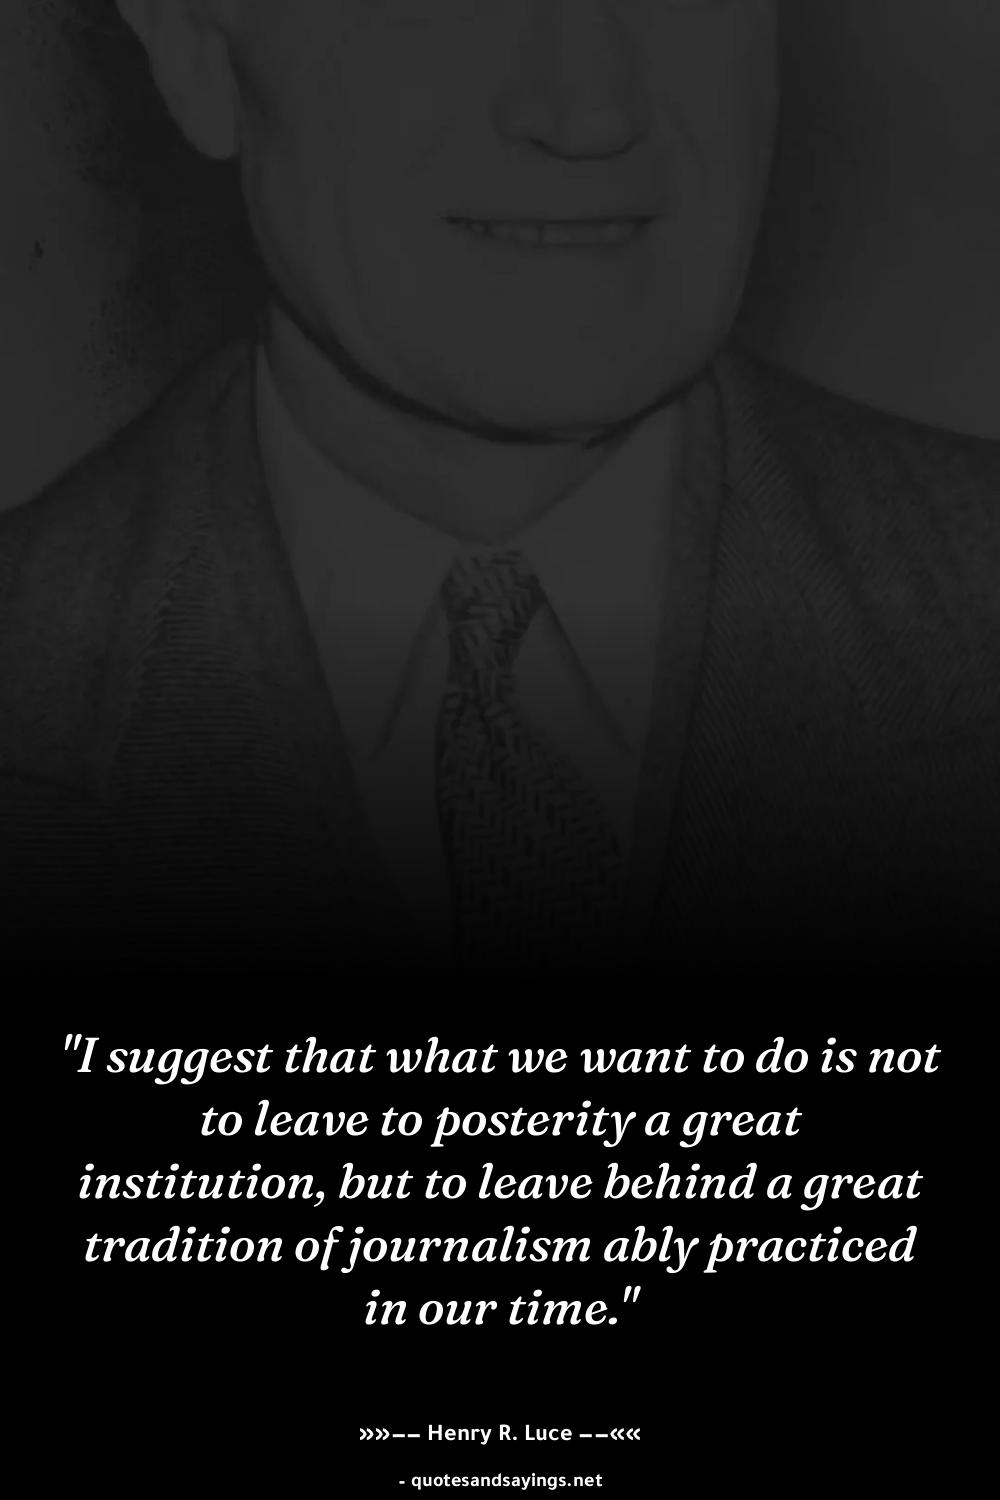 "I suggest that what we want to do is not
to leave to posterity a great
institution, but to leave behind a great
tradition of journalism ably practiced
in our time."
»»–– Henry R. Luce ––««
- quotesandsayings.net